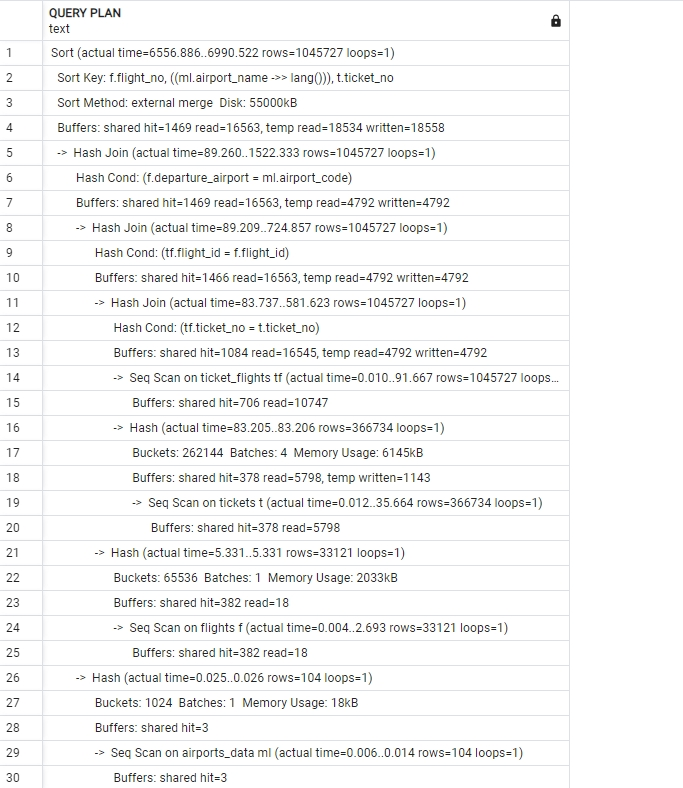 QUERY PLAN
text
1 Sort (actual time=6556.886..6990.522 rows=1045727 loops=1)
2 Sort Key: f.flight_no, ((ml.airport_name ->> lang())), t.ticket_no
3 Sort Method: external merge Disk: 55000kB
4 Buffers: shared hit=1469 read=16563, temp read=18534 written=18558
5 -> Hash Join (actual time=89.260..1522.333 rows=1045727 loops=1)
6 Hash Cond: (f.departure_airport = ml.airport_code)
7 Buffers: shared hit=1469 read=16563, temp read=4792 written=4792
8 -> Hash Join (actual time=89.209..724.857 rows=1045727 loops=1)
9 Hash Cond: (tf.flight_id = f.flight_id)
10 Buffers: shared hit=1466 read=16563, temp read=4792 written=4792
11 -> Hash Join (actual time=83.737..581.623 rows=1045727 loops=1)
12 Hash Cond: (tf.ticket_no = t.ticket_no)
13 Buffers: shared hit=1084 read=16545, temp read=4792 written=4792
14 -> Seq Scan on ticket_flights tf (actual time=0.010..91.667 rows=1045727 loops...
15 Buffers: shared hit=706 read=10747
16 -> Hash (actual time=83.205..83.206 rows=366734 loops=1)
17 Buckets: 262144 Batches: 4 Memory Usage: 6145kB
18 Buffers: shared hit=378 read=5798, temp written=1143
19 -> Seq Scan on tickets t (actual time=0.012..35.664 rows=366734 loops=1)
20 Buffers: shared hit=378 read=5798
21 -> Hash (actual time=5.331..5.331 rows=33121 loops=1)
22 Buckets: 65536 Batches: 1 Memory Usage: 2033kB
23 Buffers: shared hit=382 read=18
24 -> Seq Scan on flights f (actual time=0.004..2.693 rows=33121 loops=1)
25 Buffers: shared hit=382 read=18
26 -> Hash (actual time=0.025..0.026 rows=104 loops=1)
27 Buckets: 1024 Batches: 1 Memory Usage: 18kB
28 Buffers: shared hit=3
29 -> Seq Scan on airports_data ml (actual time=0.006..0.014 rows=104 loops=1)
30 Buffers: shared hit=3